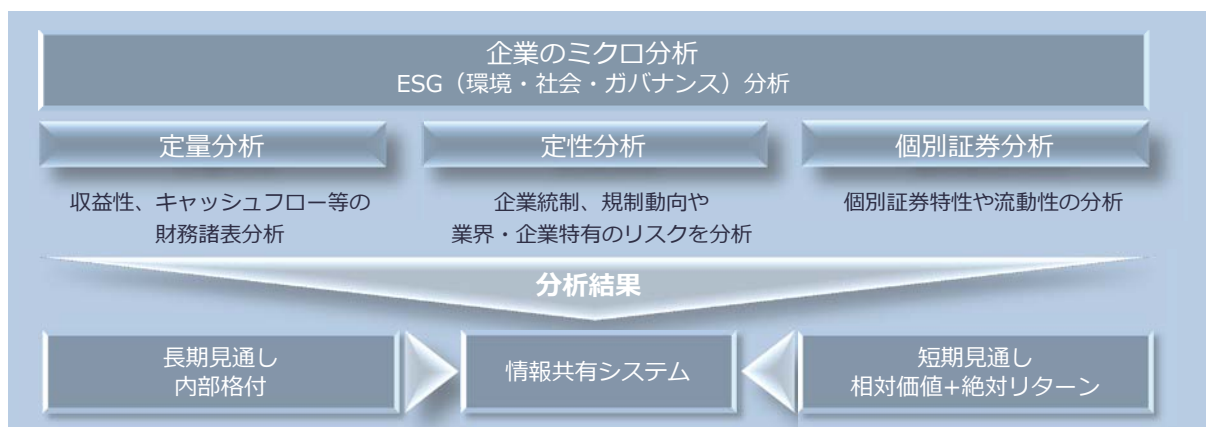 企業のミクロ分析
ESG（環境・社会・ガバナンス）分析
定量分析
収益性、キャッシュフロー等の
財務諸表分析
定性分析
企業統制、規制動向や
業界・企業特有のリスクを分析
個別証券分析
個別証券特性や流動性の分析
分析結果
長期見通し
内部格付
情報共有システム
短期見通し
相対価値+絶対リターン